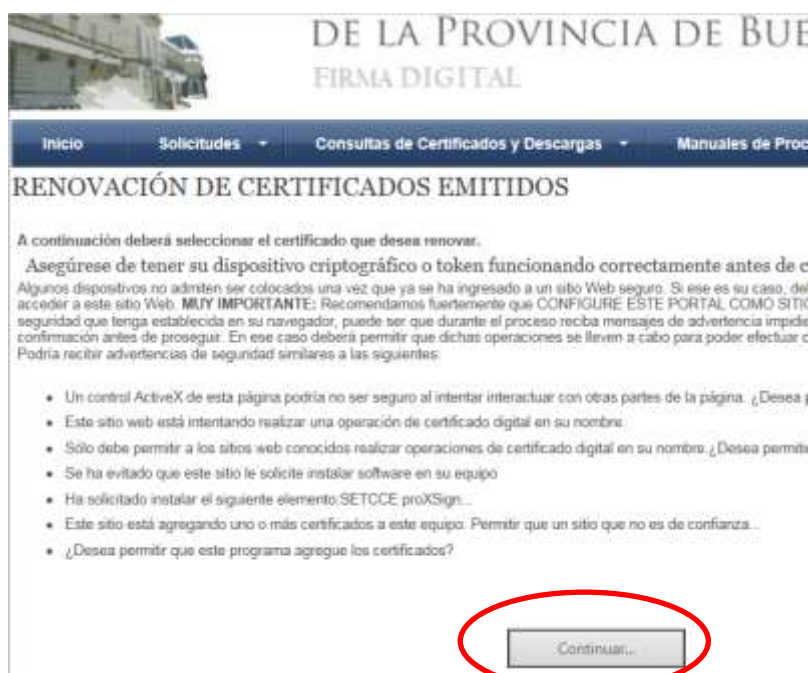 DE LA PROVINCIA DE BUE
FIRMA DIGITAL
Inicio Solicitudes Consultas de Certificados y Descargas Manuales de Proc
RENOVACIÓN DE CERTIFICADOS EMITIDOS
A continuación deberá seleccionar el certificado que desea renovar.
Asegúrese de tener su dispositivo criptográfico o token funcionando correctamente antes de c
Algunos dispositivos no admiten ser colocados una vez que ya se ha ingresado a un sitio Web seguro. Si ese es su caso, del
acceder a este sitio Web. MUY IMPORTANTE: Recomendamos fuertemente que CONFIGURE ESTE PORTAL COMO SITI
seguridad que tenga establecida en su navegador, puede ser que durante el proceso reciba mensajes de advertencia impidie
confirmación antes de proseguir. En ese caso deberá permitir que dichas operaciones se lleven a cabo para poder efectuar c
Podría recibir advertencias de seguridad similares a las siguientes:
• Un control ActiveX de esta página podría no ser seguro al intentar interactuar con otras partes de la página. ¿Desea p
• Este sitio web está intentando realizar una operación de certificado digital en su nombre.
• Sólo debe permitir a los sitios web conocidos realizar operaciones de certificado digital en su nombre.¿Desea permitir
• Se ha evitado que este sitio le solicite instalar software en su equipo
• Ha solicitado instalar el siguiente elemento:SETCCE proXSign...
• Este sitio está agregando uno o más certificados a este equipo. Permitir que un sitio que no es de confianza...
• ¿Desea permitir que este programa agregue los certificados?
Continuar...